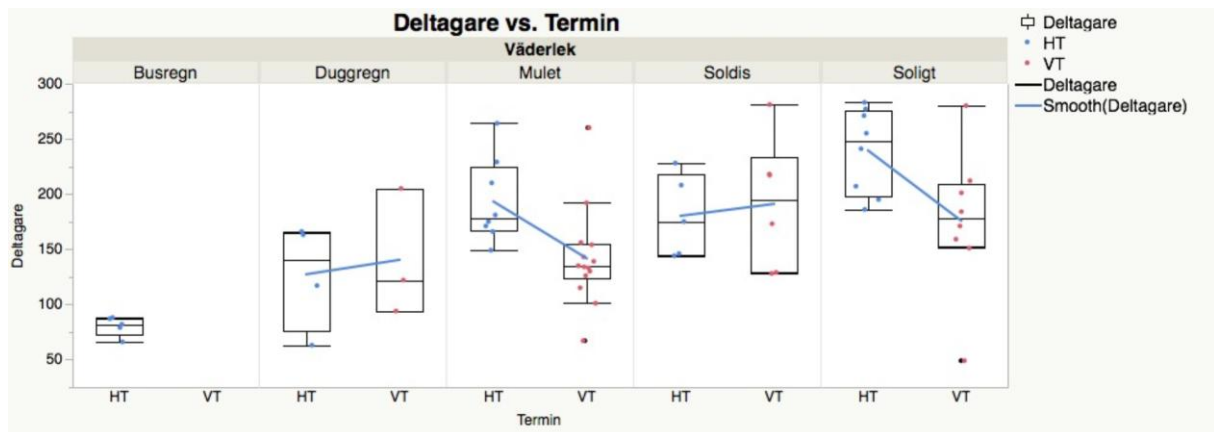 Deltagare vs. Termin
Väderlek
Busregn Duggregn Mulet Soldis Soligt
Deltagare
300
250
200
150
100
50
HT VT HT VT HT VT HT VT HT VT
Termin
Deltagare
HT
VT
Deltagare
Smooth(Deltagare)